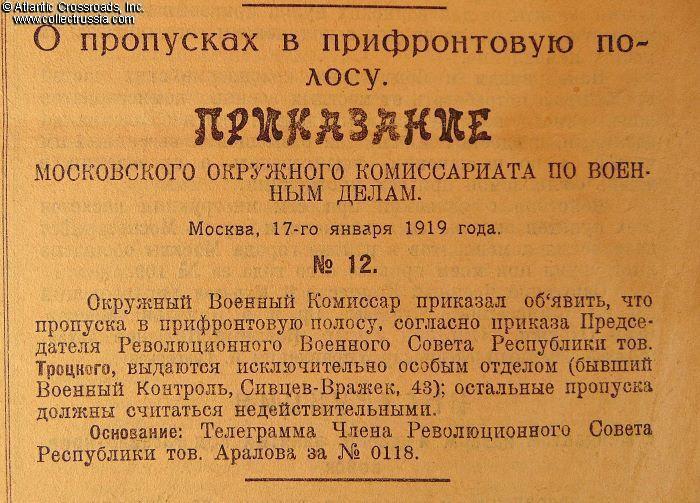 © Atlantic Crossroads, Inc.
www.collectrussia.com
О пропусках в прифронтовую по-
лосу.
ПРИКАЗАНИЕ
МОСКОВСКОГО ОКРУЖНОГО КОМИССАРИАТА ПО ВОЕН-
НЫМ ДЕЛАМ.
Москва, 17-го января 1919 года.
№ 12.
Окружный Военный Комиссар приказал об'явить, что
пропуска в прифронтовую полосу, согласно приказа Предсе-
дателя Революционного Военного Совета Республики тов.
Троцкого, выдаются исключительно особым отделом (бывший
Военный Контроль, Сивцев-Вражек, 43); остальные пропуска
должны считаться недействительными.
Основание: Телеграмма Члена Революционного Совета
Республики тов. Аралова за № 0118.